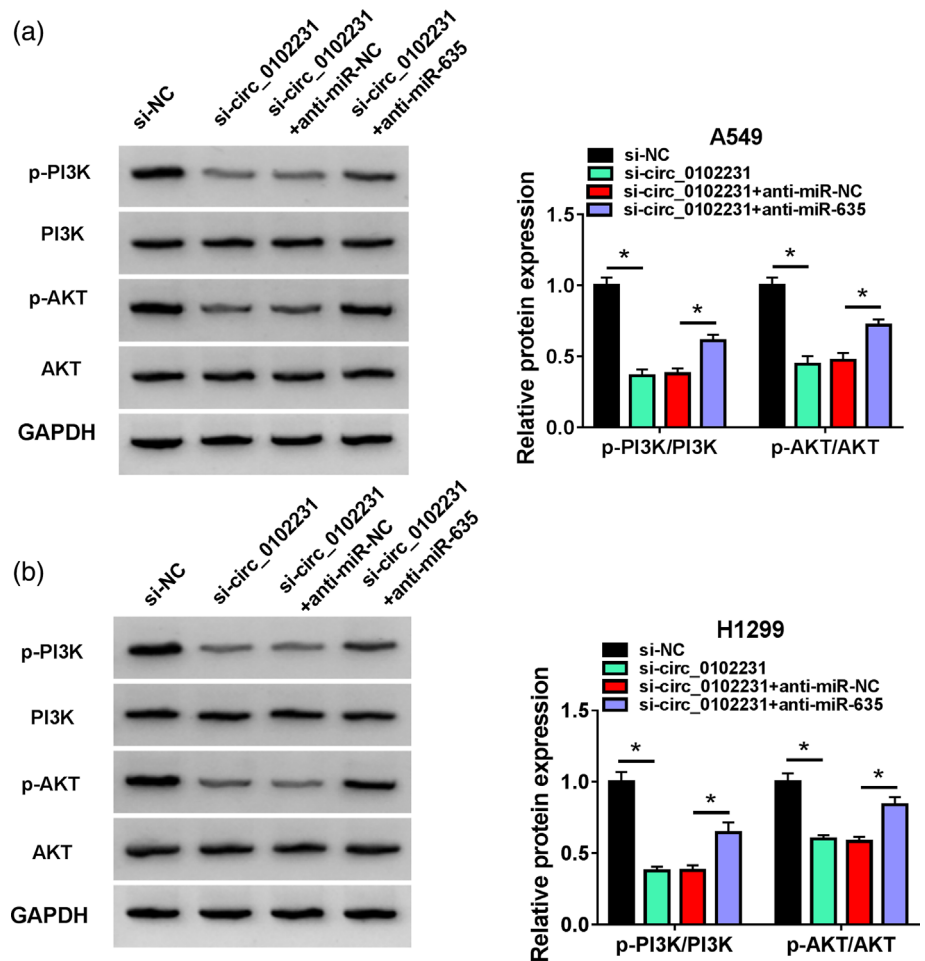 (a)
si-NC
si-circ_0102231
si-circ_0102231
+anti-miR-NC
si-circ_0102231
+anti-miR-635
p-PI3K
PI3K
p-AKT
AKT
GAPDH
A549
si-NC
si-circ_0102231
si-circ_0102231+anti-miR-NC
si-circ_0102231+anti-miR-635
Relative protein expression
1.5
1.0
0.5
0.0
*
*
*
*
p-PI3K/PI3K
p-AKT/AKT
(b)
si-NC
si-circ_0102231
si-circ_0102231
+anti-miR-NC
si-circ_0102231
+anti-miR-635
p-PI3K
PI3K
p-AKT
AKT
GAPDH
H1299
si-NC
si-circ_0102231
si-circ_0102231+anti-miR-NC
si-circ_0102231+anti-miR-635
Relative protein expression
1.5
1.0
0.5
0.0
*
*
*
*
p-PI3K/PI3K
p-AKT/AKT